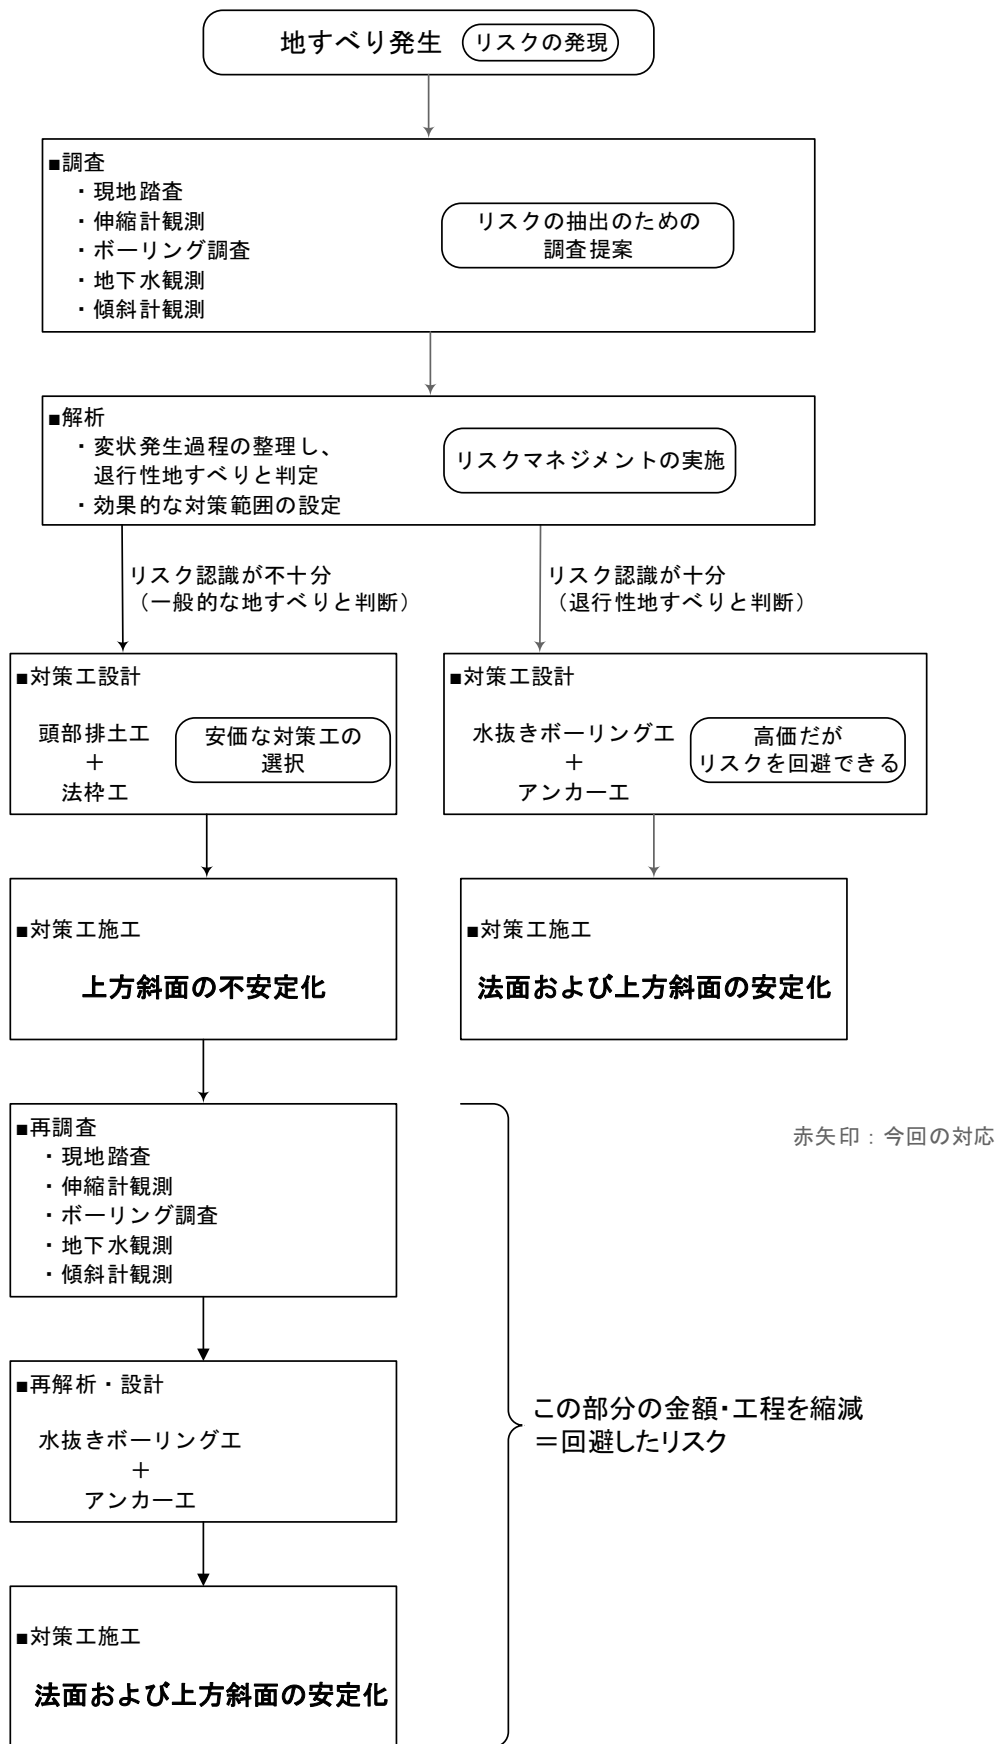 地すべり発生 リスクの発現
■調査
・現地踏査
・伸縮計観測
・ボーリング調査
・地下水観測
・傾斜計観測
リスクの抽出のための
調査提案
■解析
・変状発生過程の整理し、
退行性地すべりと判定
・効果的な対策範囲の設定
リスクマネジメントの実施
リスク認識が不十分
（一般的な地すべりと判断）
リスク認識が十分
（退行性地すべりと判断）
■対策工設計
頭部排土工
＋
法枠工
安価な対策工の
選択
■対策工設計
水抜きボーリング工
＋
アンカー工
高価だが
リスクを回避できる
■対策工施工
上方斜面の不安定化
■対策工施工
法面および上方斜面の安定化
■再調査
・現地踏査
・伸縮計観測
・ボーリング調査
・地下水観測
・傾斜計観測
赤矢印：今回の対応
■再解析・設計
水抜きボーリング工
＋
アンカー工
この部分の金額・工程を縮減
＝回避したリスク
■対策工施工
法面および上方斜面の安定化